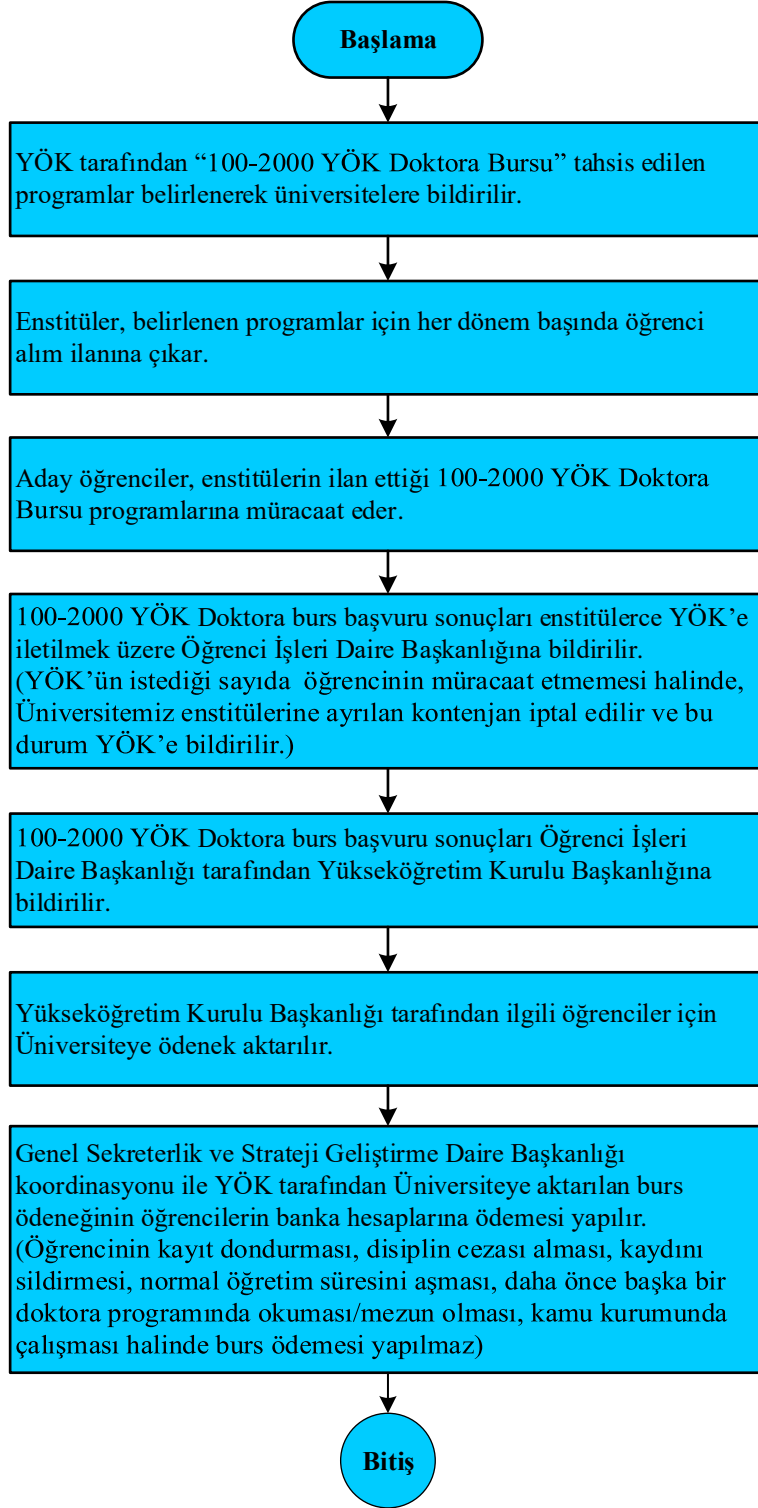 Başlama
YÖK tarafından “100-2000 YÖK Doktora Bursu” tahsis edilen
programlar belirlenerek üniversitelere bildirilir.
Enstitüler, belirlenen programlar için her dönem başında öğrenci
alım ilanına çıkar.
Aday öğrenciler, enstitülerin ilan ettiği 100-2000 YÖK Doktora
Bursu programlarına müracaat eder.
100-2000 YÖK Doktora burs başvuru sonuçları enstitülerce YÖK’e
iletilmek üzere Öğrenci İşleri Daire Başkanlığına bildirilir.
(YÖK’ün istediği sayıda öğrencinin müracaat etmemesi halinde,
Üniversitemiz enstitülerine ayrılan kontenjan iptal edilir ve bu
durum YÖK’e bildirilir.)
100-2000 YÖK Doktora burs başvuru sonuçları Öğrenci İşleri
Daire Başkanlığı tarafından Yükseköğretim Kurulu Başkanlığına
bildirilir.
Yükseköğretim Kurulu Başkanlığı tarafından ilgili öğrenciler için
Üniversiteye ödenek aktarılır.
Genel Sekreterlik ve Strateji Geliştirme Daire Başkanlığı
koordinasyonu ile YÖK tarafından Üniversiteye aktarılan burs
ödeneğinin öğrencilerin banka hesaplarına ödemesi yapılır.
(Öğrencinin kayıt dondurması, disiplin cezası alması, kaydını
sildirmesi, normal öğretim süresini aşması, daha önce başka bir
doktora programında okuması/mezun olması, kamu kurumunda
çalışması halinde burs ödemesi yapılmaz)
Bitiş